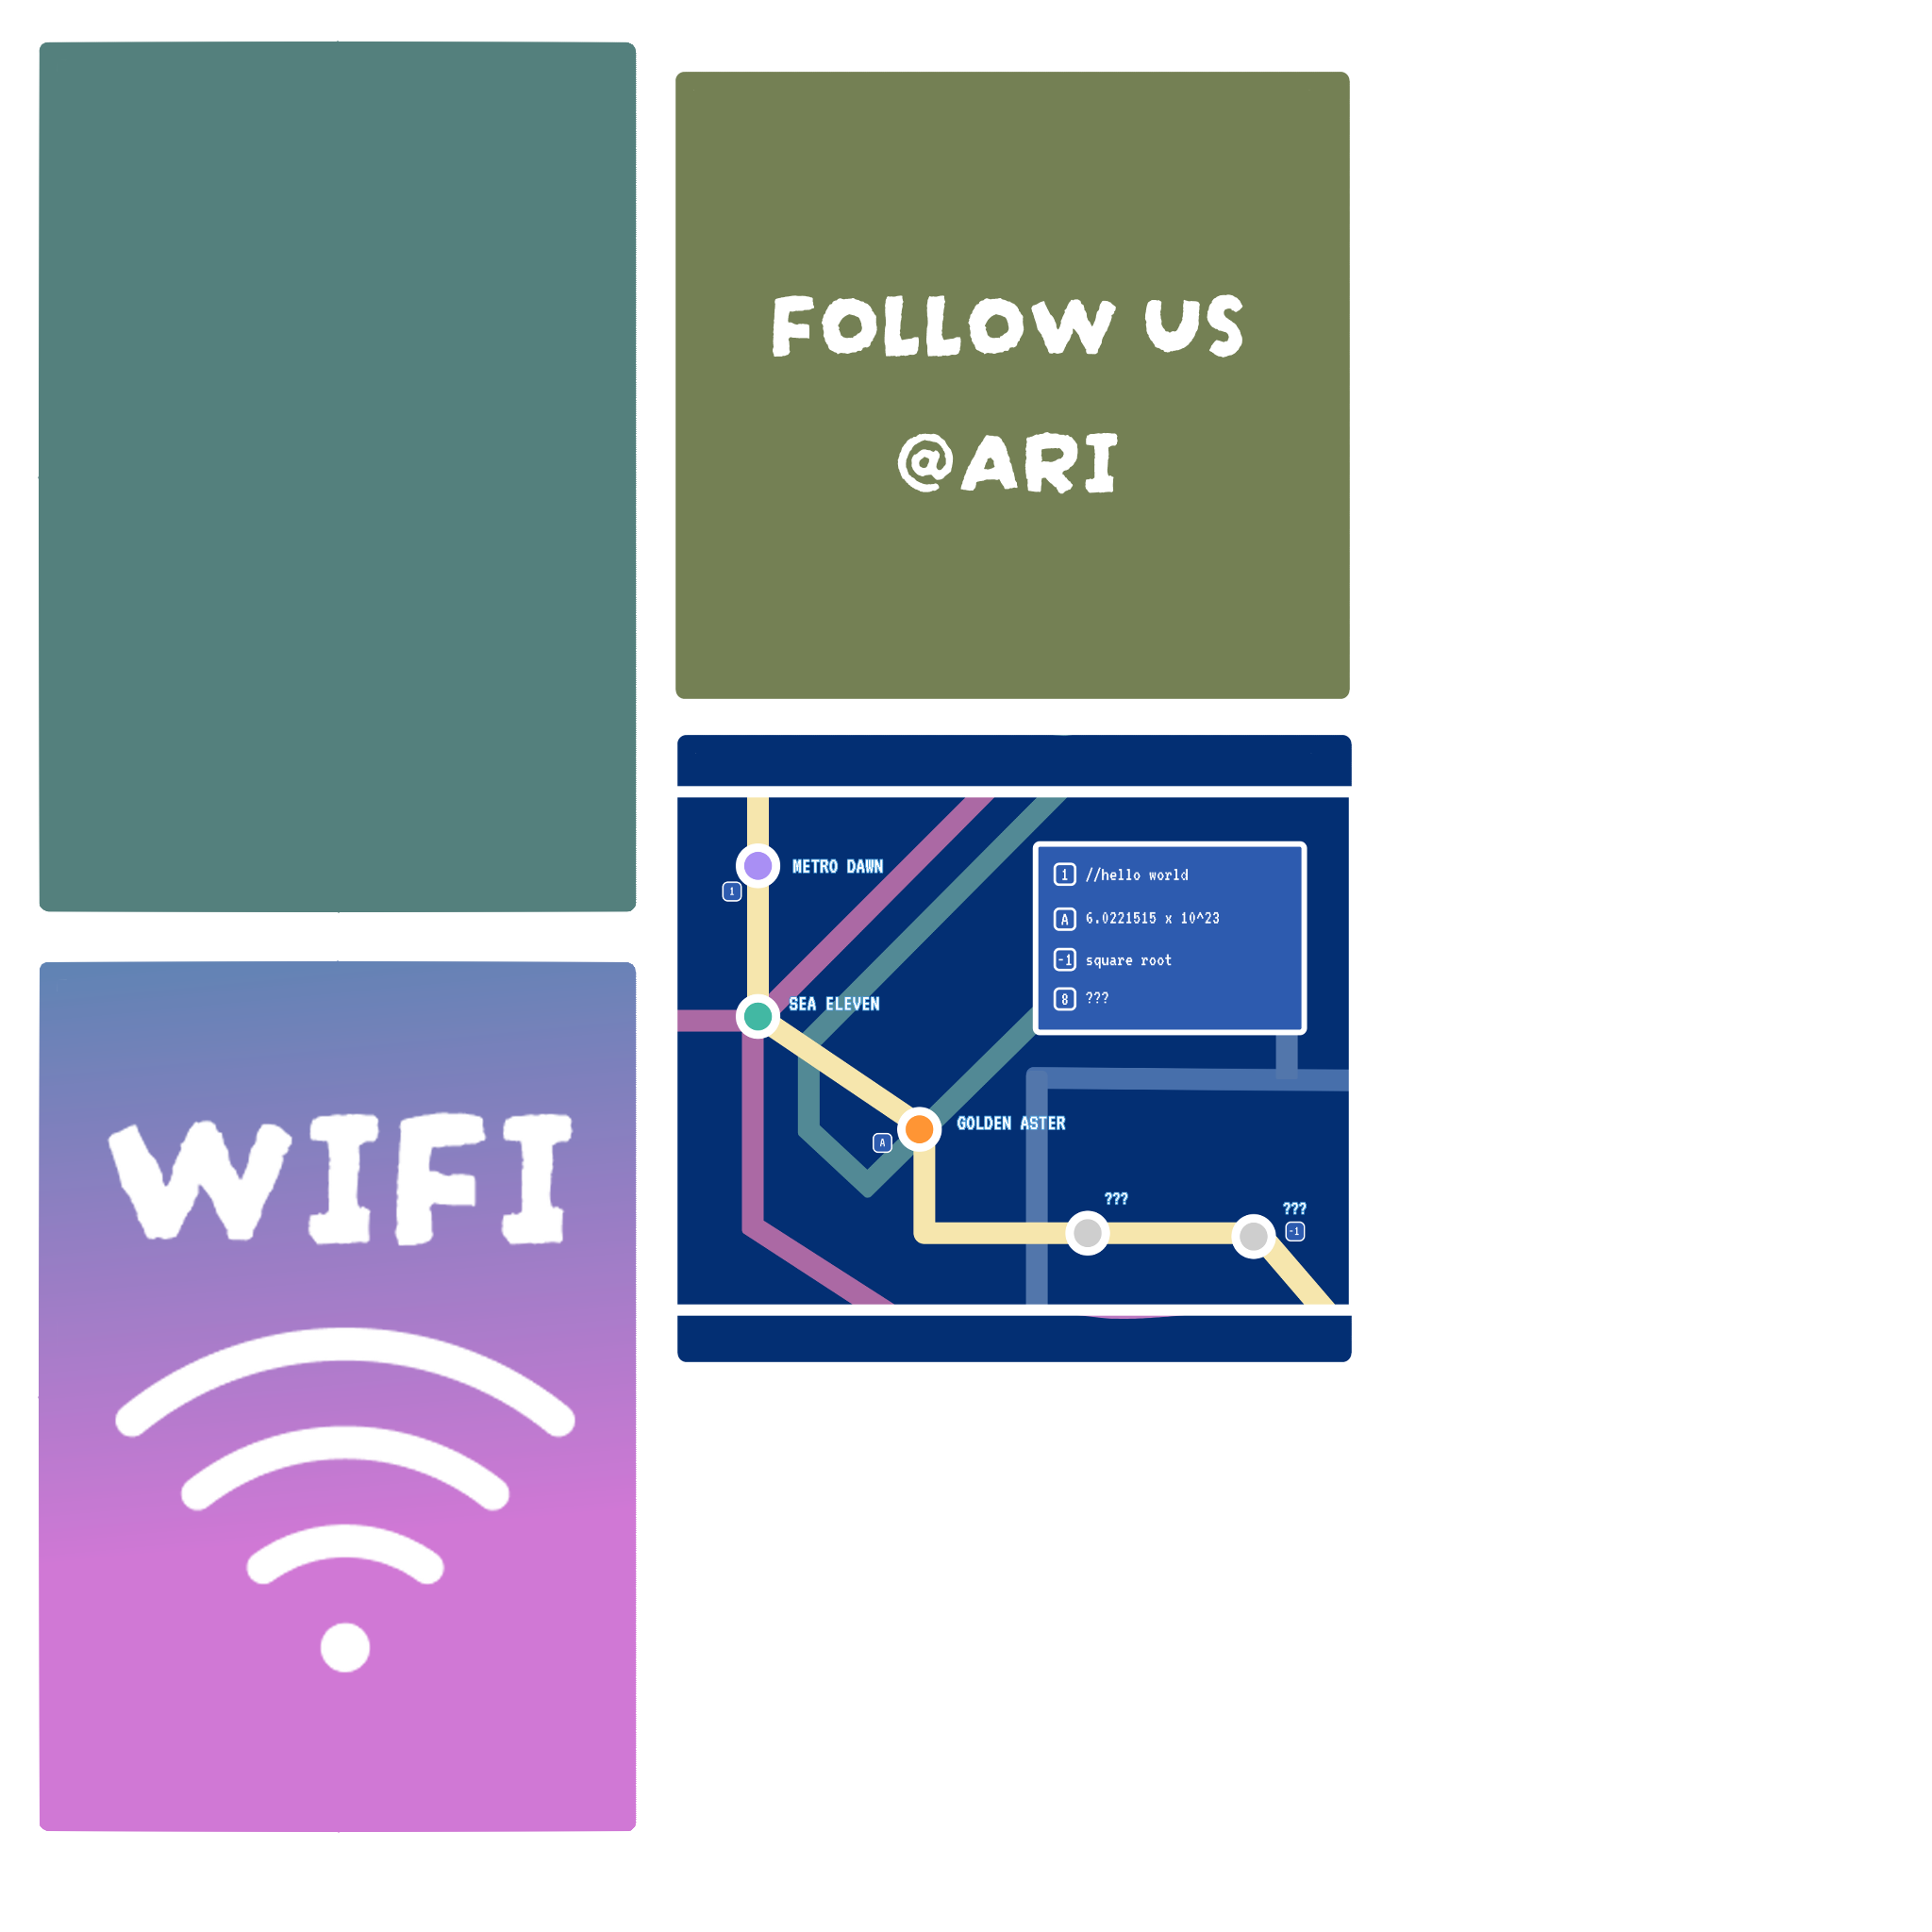 FOLLOW US
@ARI
WIFI
METRO DAWN
1
SEA ELEVEN
GOLDEN ASTER
A
???
???
-1
1 //hello world
A 6.0221515 x 10^23
-1 square root
8 ???